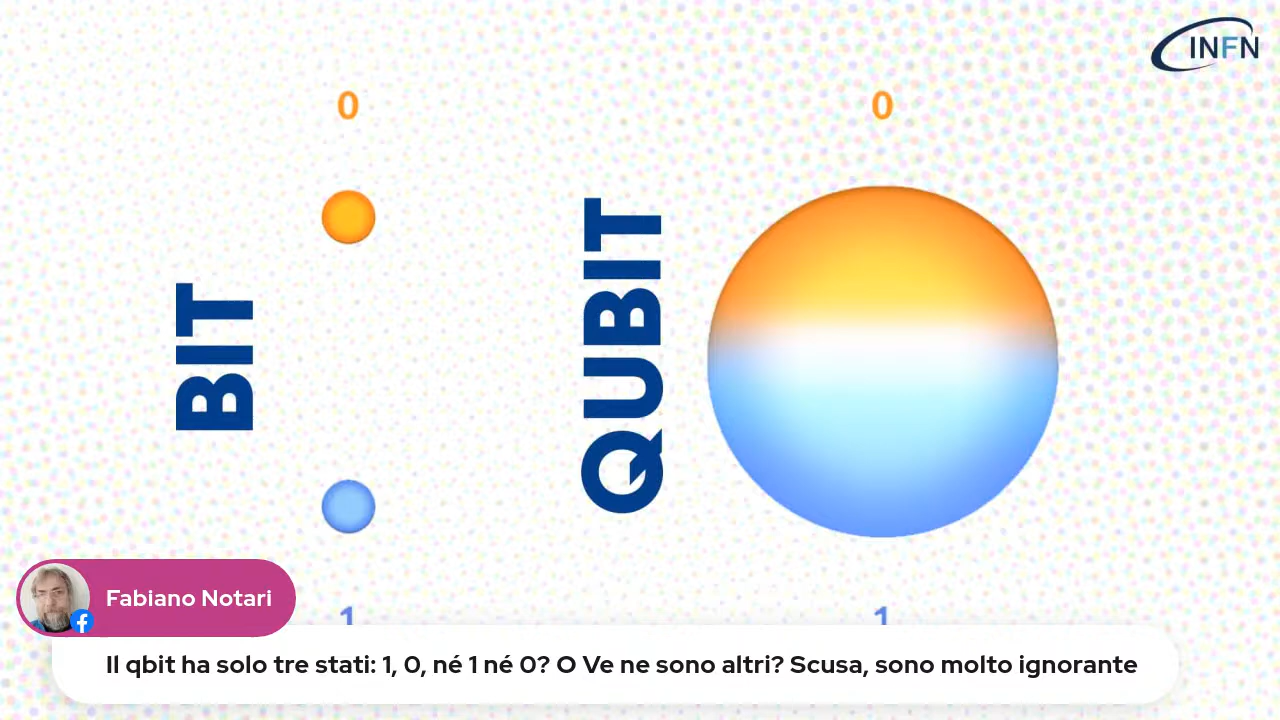 INFN
0
0
BIT
QUBIT
Fabiano Notari
1
1
Il qbit ha solo tre stati: 1, 0, né 1 né 0? O Ve ne sono altri? Scusa, sono molto ignorante